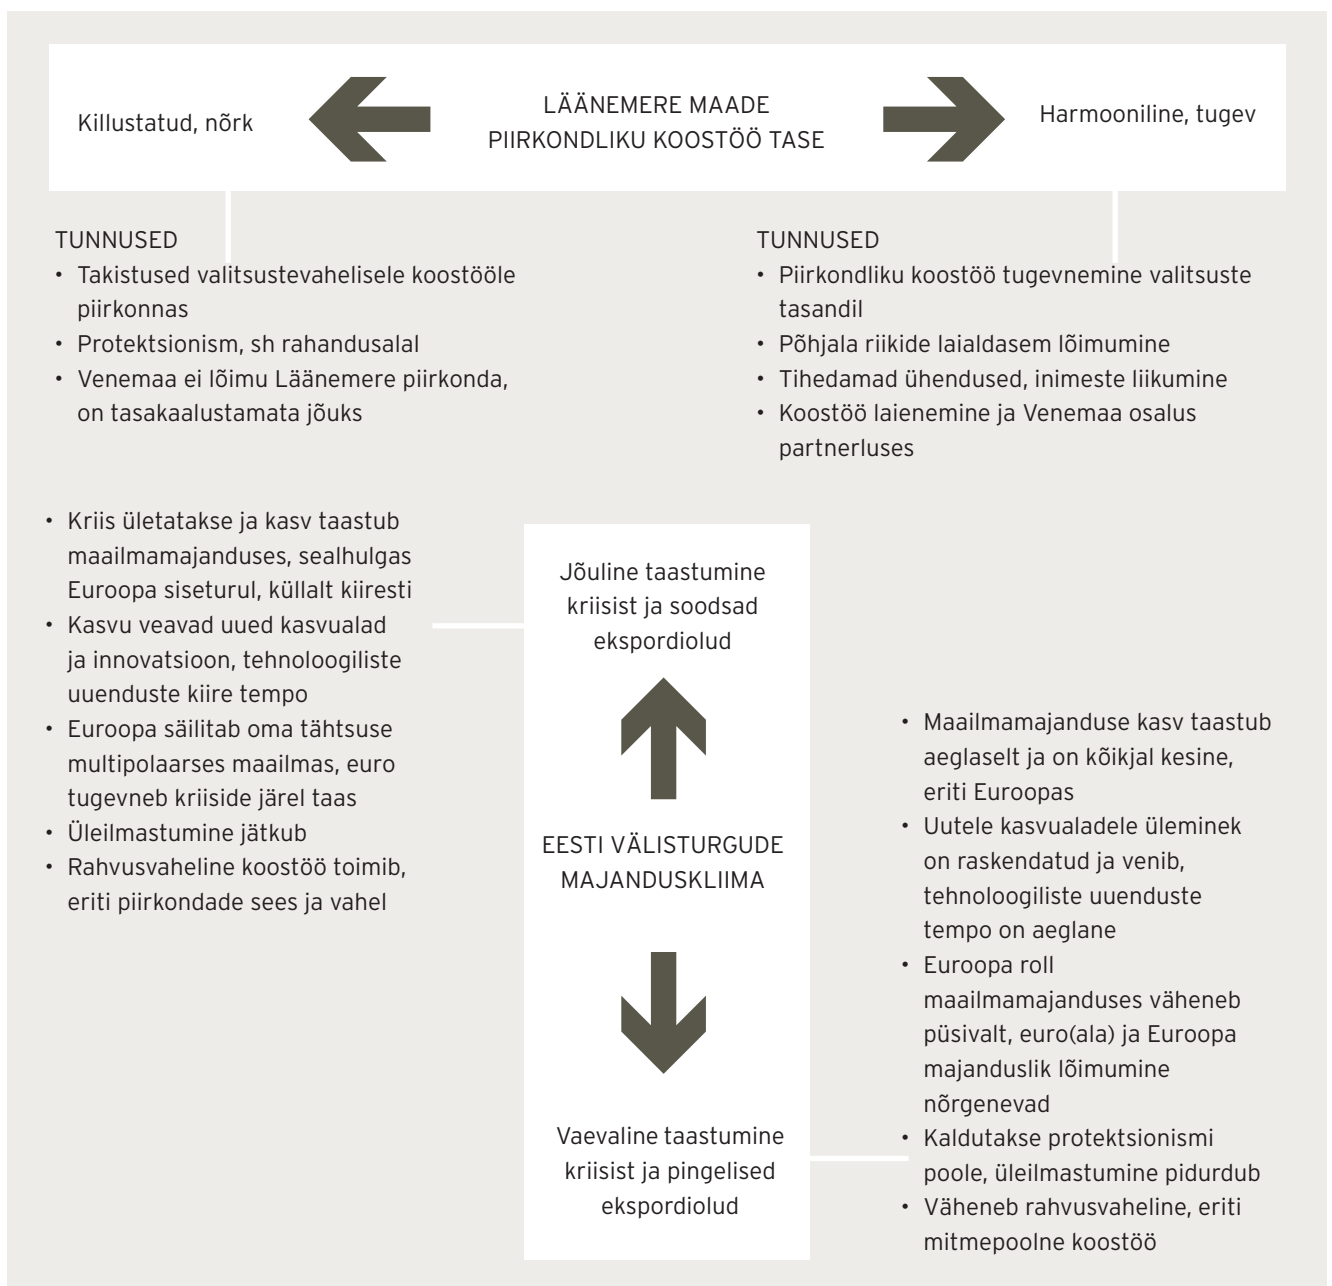 Killustatud, nõrk
LÄÄNEMERE MAADE
PIIRKONDLIKU KOOSTÖÖ TASE
Harmooniline, tugev
TUNNUSED
• Takistused valitsustevahelisele koostööle
piirkonnas
• Protektsionism, sh rahandusalal
• Venemaa ei lõimu Läänemere piirkonda,
on tasakaalustamata jõuks
TUNNUSED
• Piirkondliku koostöö tugevnemine valitsuste
tasandil
• Põhjala riikide laialdasem lõimumine
• Tihedamad ühendused, inimeste liikumine
• Koostöö laienemine ja Venemaa osalus
partnerluses
• Kriis ületatakse ja kasv taastub
maailmamajanduses, sealhulgas
Euroopa siseturul, küllalt kiiresti
• Kasvu veavad uued kasvualad
ja innovatsioon, tehnoloogiliste
uuenduste kiire tempo
• Euroopa säilitab oma tähtsuse
multipolaarses maailmas, euro
tugevneb kriiside järel taas
• Üleilmastumine jätkub
• Rahvusvaheline koostöö toimib,
eriti piirkondade sees ja vahel
Jõuline taastumine
kriisist ja soodsad
ekspordiolud
EESTI VÄLISTURGUDE
MAJANDUSKLIIMA
Vaevaline taastumine
kriisist ja pingelised
ekspordiolud
• Maailmamajanduse kasv taastub
aeglaselt ja on kõikjal kesine,
eriti Euroopas
• Uutele kasvualadele üleminek
on raskendatud ja venib,
tehnoloogiliste uuenduste
tempo on aeglane
• Euroopa roll
maailmamajanduses väheneb
püsivalt, euro(ala) ja Euroopa
majanduslik lõimumine
nõrgenevad
• Kaldutakse protektsionismi
poole, üleilmastumine pidurdub
• Väheneb rahvusvaheline, eriti
mitmepoolne koostöö